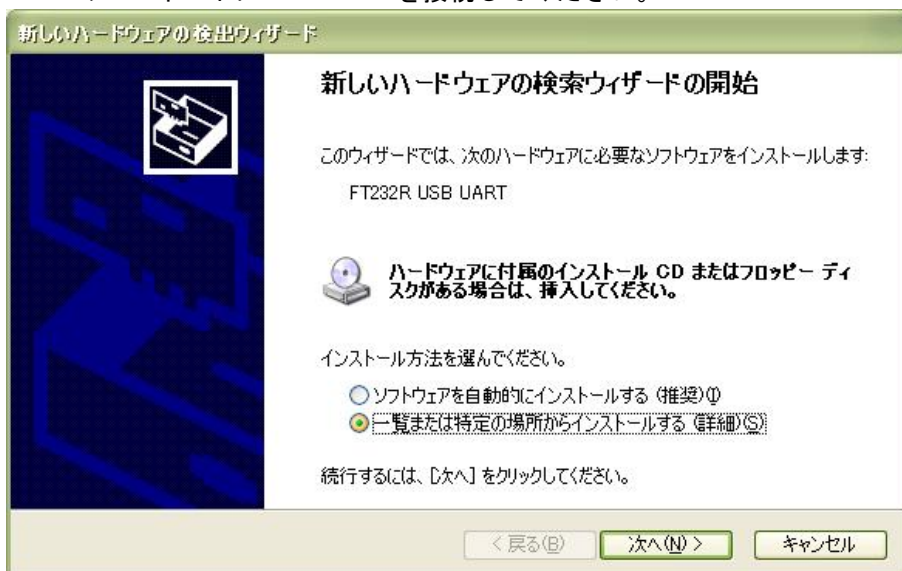 を接続してください。
新しいハードウェアの検出ウィザード
新しいハードウェアの検索ウィザードの開始
このウィザードでは、次のハードウェアに必要なソフトウェアをインストールします:
FT232R USB UART
ハードウェアに付属のインストール CD またはフロッピー ディ
スクがある場合は、挿入してください。
インストール方法を選んでください。
ソフトウェアを自動的にインストールする (推奨)(I)
一覧または特定の場所からインストールする (詳細)(S)
続行するには、[次へ] をクリックしてください。
< 戻る(B)
次へ(N) >
キャンセル